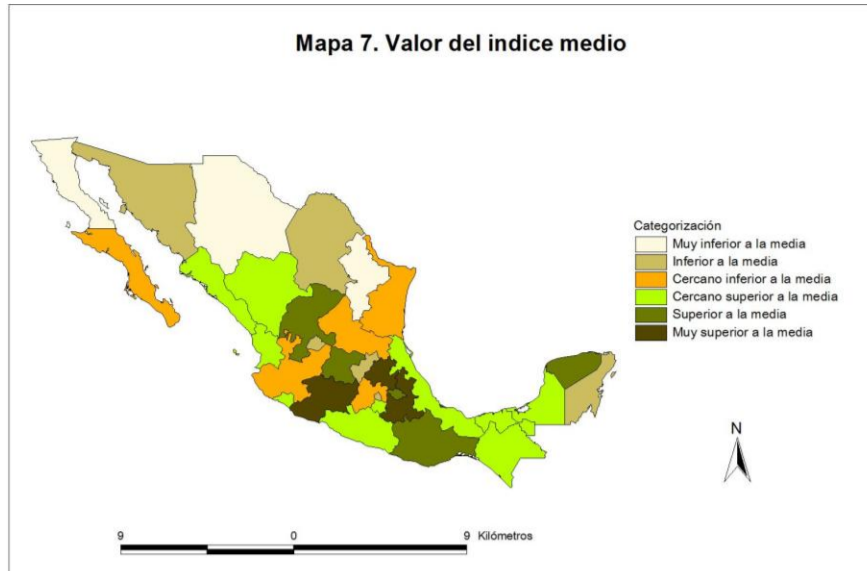 Mapa 7. Valor del indice medio
Categorización
Muy inferior a la media
Inferior a la media
Cercano inferior a la media
Cercano superior a la media
Superior a la media
Muy superior a la media
N
9 0 9 Kilómetros